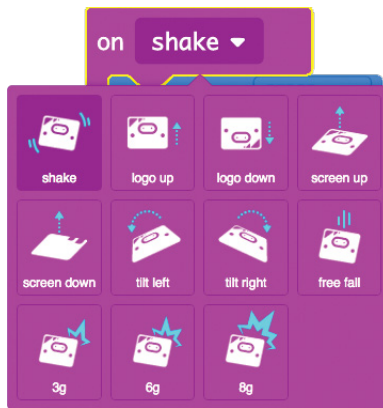 on shake
shake logo up logo down screen up
screen down tilt left tilt right free fall
3g 6g 8g